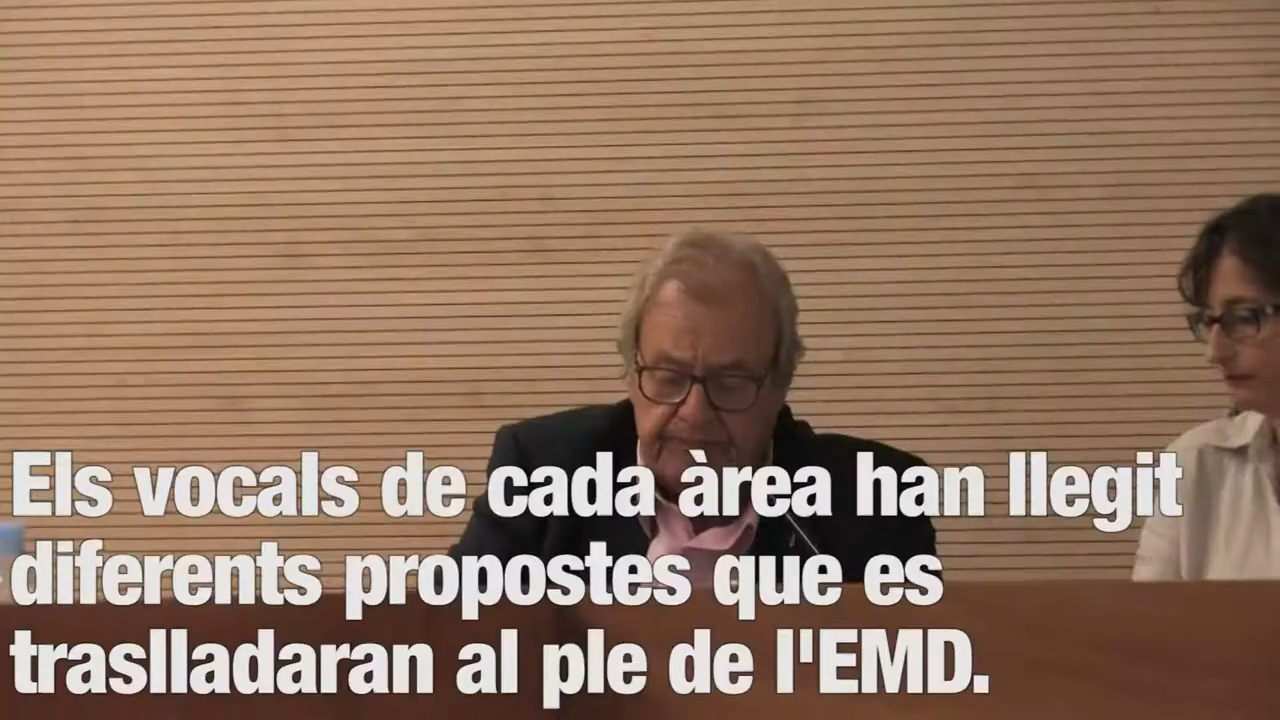 Els vocals de cada àrea han llegit
diferents propostes que es
traslladaran al ple de l'EMD.